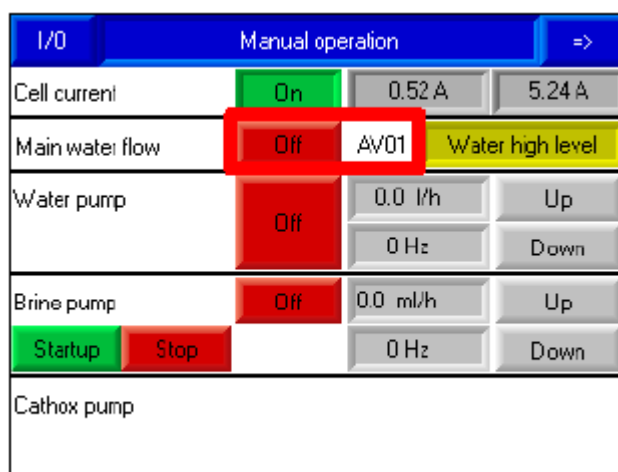 I/O Manual operation =>
Cell current On 0.52 A 5.24 A
Main water flow Off AV01 Water high level
Water pump Off 0.0 l/h Up
0 Hz Down
Brine pump Off 0.0 ml/h Up
Startup Stop 0 Hz Down
Cathox pump